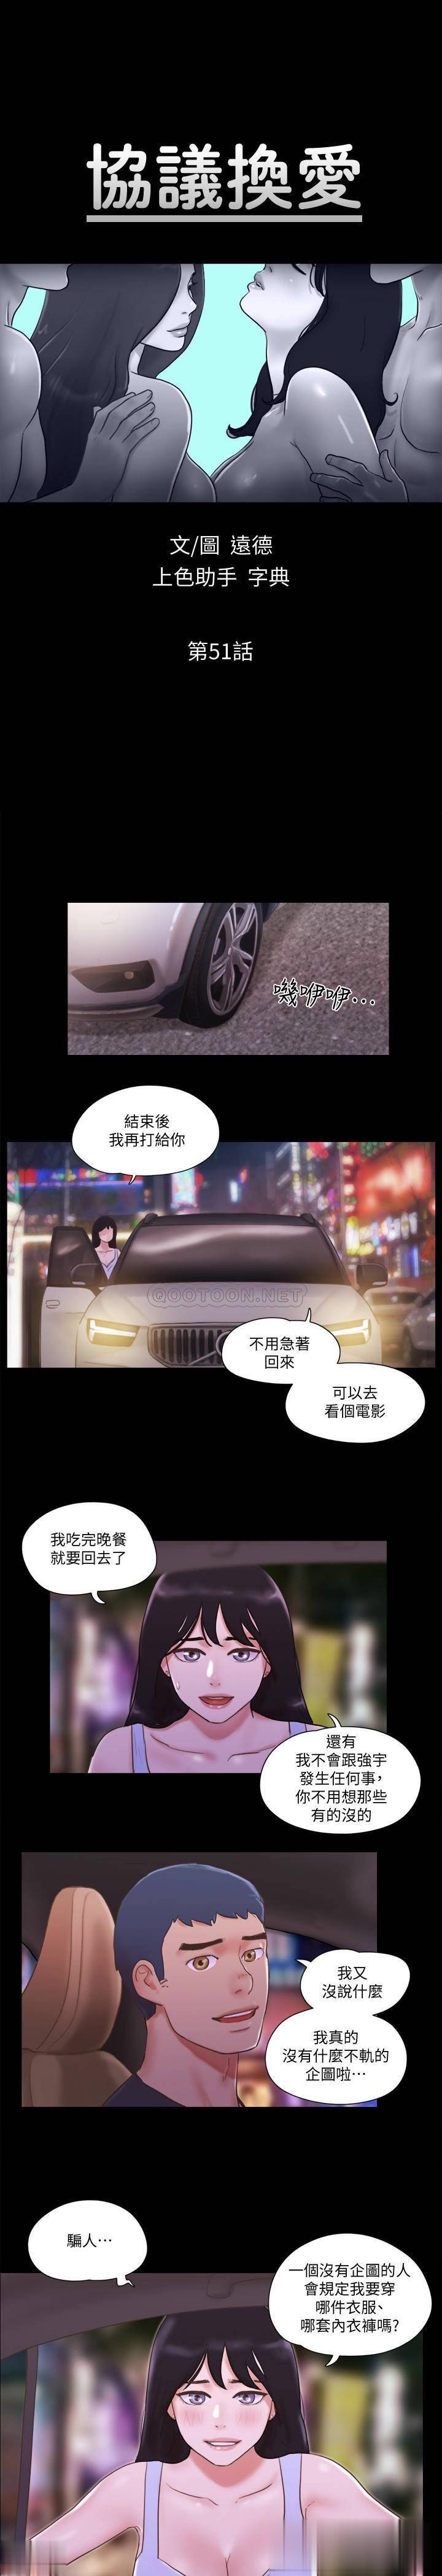 協議換愛
文/圖 遠德
上色助手 字典
第51話
嘰咿咿…
結束後
我再打給你
QOOTOON.NET
不用急著
回來
可以去
看個電影
我吃完晚餐
就要回去了
還有
我不會跟強宇
發生任何事，
你不用想那些
有的沒的
我又
沒說什麼
我真的
沒有什麼不軌的
企圖啦…
騙人…
一個沒有企圖的人
會規定我要穿
哪件衣服、
哪套內衣褲嗎?